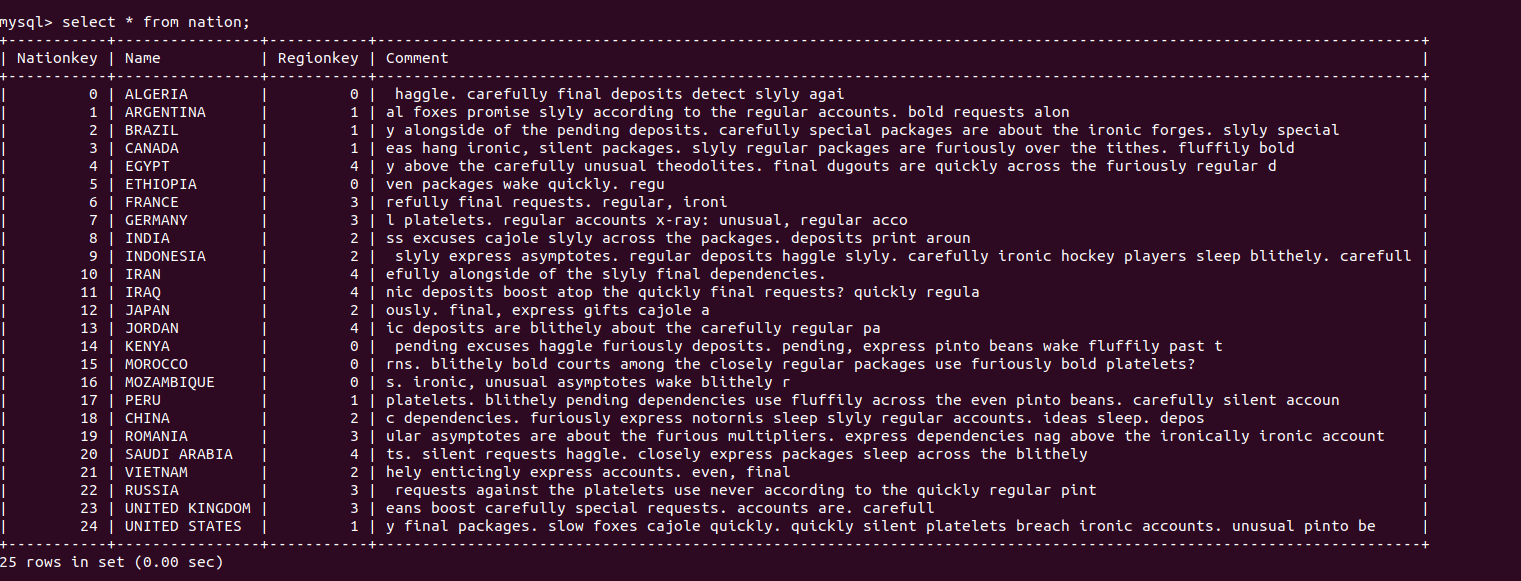 mysql> select * from nation;
+-----------+----------------+-----------+--------------------------------------------------------------------------------------------------------------------+
| Nationkey | Name           | Regionkey | Comment                                                                                                            |
+-----------+----------------+-----------+--------------------------------------------------------------------------------------------------------------------+
|         0 | ALGERIA        |         0 |  haggle. carefully final deposits detect slyly agai                                                                |
|         1 | ARGENTINA      |         1 | al foxes promise slyly according to the regular accounts. bold requests alon                                       |
|         2 | BRAZIL         |         1 | y alongside of the pending deposits. carefully special packages are about the ironic forges. slyly special         |
|         3 | CANADA         |         1 | eas hang ironic, silent packages. slyly regular packages are furiously over the tithes. fluffily bold              |
|         4 | EGYPT          |         4 | y above the carefully unusual theodolites. final dugouts are quickly across the furiously regular d                |
|         5 | ETHIOPIA       |         0 | ven packages wake quickly. regu                                                                                    |
|         6 | FRANCE         |         3 | refully final requests. regular, ironi                                                                             |
|         7 | GERMANY        |         3 | l platelets. regular accounts x-ray: unusual, regular acco                                                         |
|         8 | INDIA          |         2 | ss excuses cajole slyly across the packages. deposits print aroun                                                  |
|         9 | INDONESIA      |         2 |  slyly express asymptotes. regular deposits haggle slyly. carefully ironic hockey players sleep blithely. carefull |
|        10 | IRAN           |         4 | efully alongside of the slyly final dependencies.                                                                  |
|        11 | IRAQ           |         4 | nic deposits boost atop the quickly final requests? quickly regula                                                 |
|        12 | JAPAN          |         2 | ously. final, express gifts cajole a                                                                               |
|        13 | JORDAN         |         4 | ic deposits are blithely about the carefully regular pa                                                            |
|        14 | KENYA          |         0 |  pending excuses haggle furiously deposits. pending, express pinto beans wake fluffily past t                      |
|        15 | MOROCCO        |         0 | rns. blithely bold courts among the closely regular packages use furiously bold platelets?                         |
|        16 | MOZAMBIQUE     |         0 | s. ironic, unusual asymptotes wake blithely r                                                                      |
|        17 | PERU           |         1 | platelets. blithely pending dependencies use fluffily across the even pinto beans. carefully silent accoun         |
|        18 | CHINA          |         2 | c dependencies. furiously express notornis sleep slyly regular accounts. ideas sleep. depos                        |
|        19 | ROMANIA        |         3 | ular asymptotes are about the furious multipliers. express dependencies nag above the ironically ironic account    |
|        20 | SAUDI ARABIA   |         4 | ts. silent requests haggle. closely express packages sleep across the blithely                                     |
|        21 | VIETNAM        |         2 | hely enticingly express accounts. even, final                                                                      |
|        22 | RUSSIA         |         3 |  requests against the platelets use never according to the quickly regular pint                                    |
|        23 | UNITED KINGDOM |         3 | eans boost carefully special requests. accounts are. carefull                                                      |
|        24 | UNITED STATES  |         1 | y final packages. slow foxes cajole quickly. quickly silent platelets breach ironic accounts. unusual pinto be     |
+-----------+----------------+-----------+--------------------------------------------------------------------------------------------------------------------+
25 rows in set (0.00 sec)